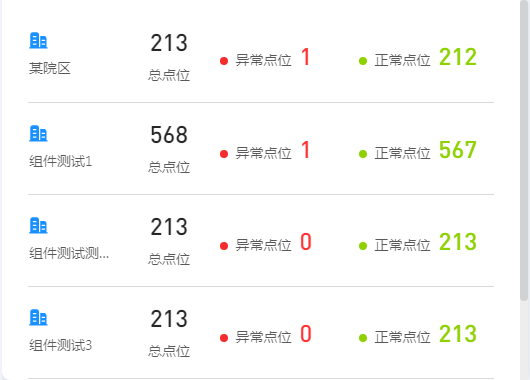 某院区
213
总点位
异常点位 1
正常点位 212
组件测试1
568
总点位
异常点位 1
正常点位 567
组件测试测...
213
总点位
异常点位 0
正常点位 213
组件测试3
213
总点位
异常点位 0
正常点位 213